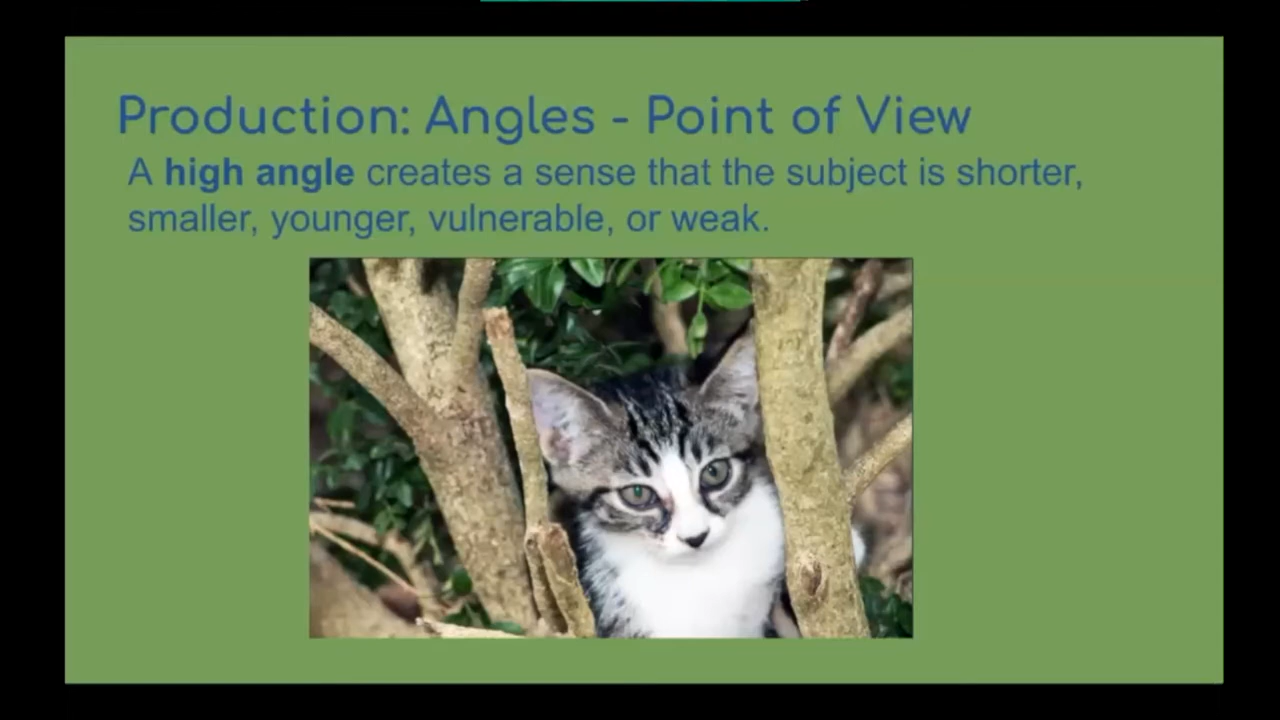 Production: Angles - Point of View
A high angle creates a sense that the subject is shorter,
smaller, younger, vulnerable, or weak.